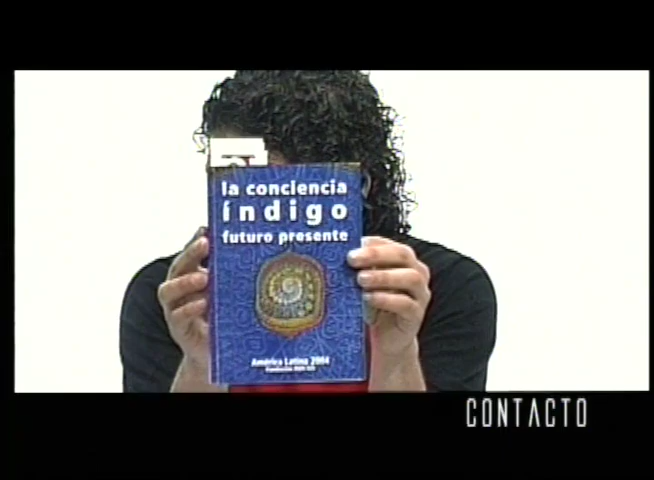 la conciencia
índigo
futuro presente
América Latina 2004
CONTACTO